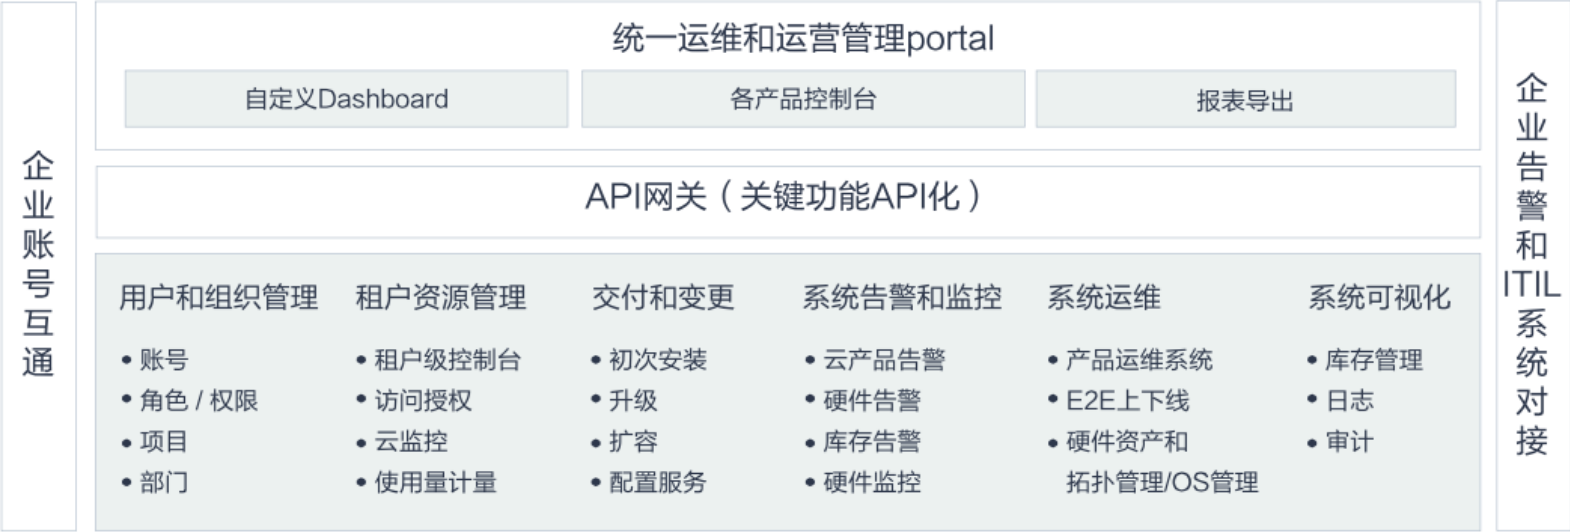 企业账号互通
统一运维和运营管理portal
自定义Dashboard
各产品控制台
报表导出
API网关（关键功能API化）
用户和组织管理
• 账号
• 角色 / 权限
• 项目
• 部门
租户资源管理
• 租户级控制台
• 访问授权
• 云监控
• 使用量计量
交付和变更
• 初次安装
• 升级
• 扩容
• 配置服务
系统告警和监控
• 云产品告警
• 硬件告警
• 库存告警
• 硬件监控
系统运维
• 产品运维系统
• E2E上下线
• 硬件资产和
拓扑管理/OS管理
系统可视化
• 库存管理
• 日志
• 审计
企业告警和ITIL系统对接